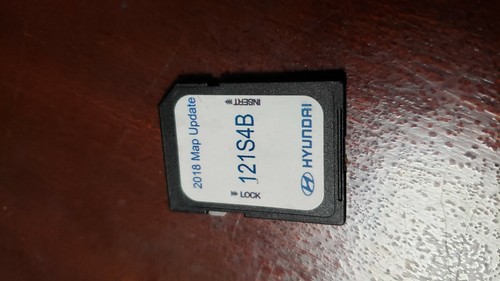 2018 Map Update
INSERT
121S4B
LOCK
HYUNDAI